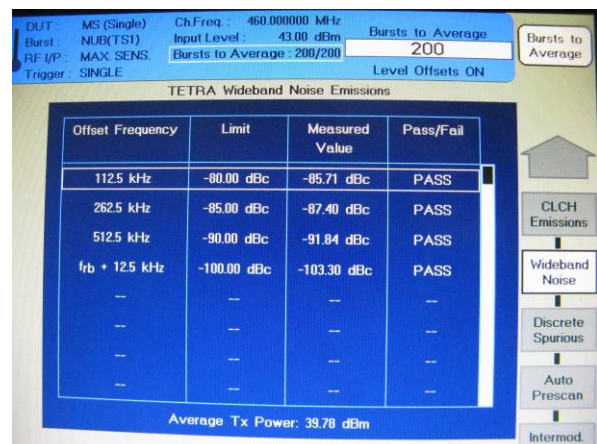 DUT : MS (Single) Ch.Freq. : 460.000000 MHz
Burst : NUB(TS1) Input Level : 43.00 dBm Bursts to Average
RF I/P : MAX. SENS. Bursts to Average : 200/200 200
Trigger : SINGLE Level Offsets ON
Bursts to
Average
TETRA Wideband Noise Emissions
Offset Frequency Limit Measured Value Pass/Fail
112.5 kHz -80.00 dBc -85.71 dBc PASS
262.5 kHz -85.00 dBc -87.40 dBc PASS
512.5 kHz -90.00 dBc -91.84 dBc PASS
frb + 12.5 kHz -100.00 dBc -103.30 dBc PASS
-- -- -- --
-- -- -- --
-- -- -- --
-- -- -- --
Average Tx Power: 39.78 dBm
CLCH
Emissions
Wideband
Noise
Discrete
Spurious
Auto
Prescan
Intermod.